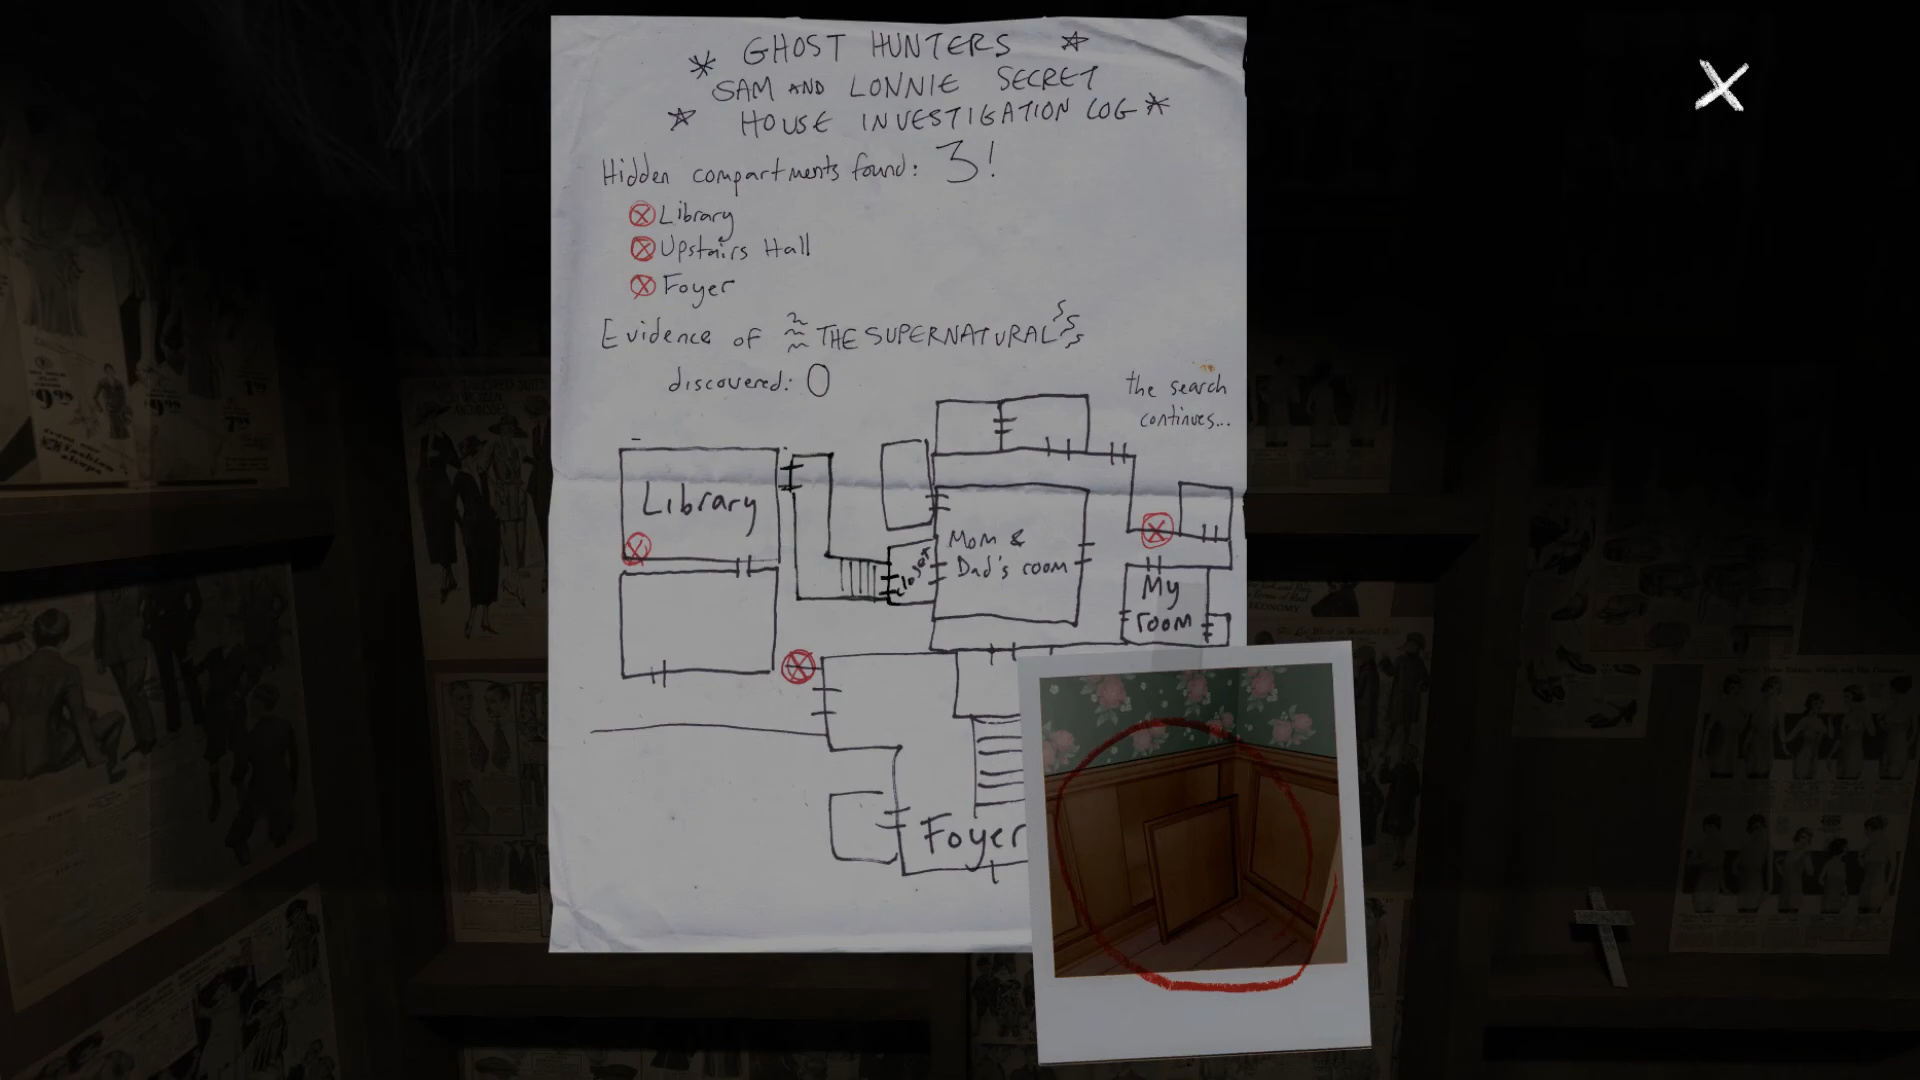 GHOST HUNTERS
SAM AND LONNIE SECRET
HOUSE INVESTIGATION LOG
Hidden compartments found: 3!
Library
Upstairs Hall
Foyer
Evidence of THE SUPERNATURAL
discovered: 0
the search
continues...
Library
Mom &
Dad's room
closet
My
room
Foyer